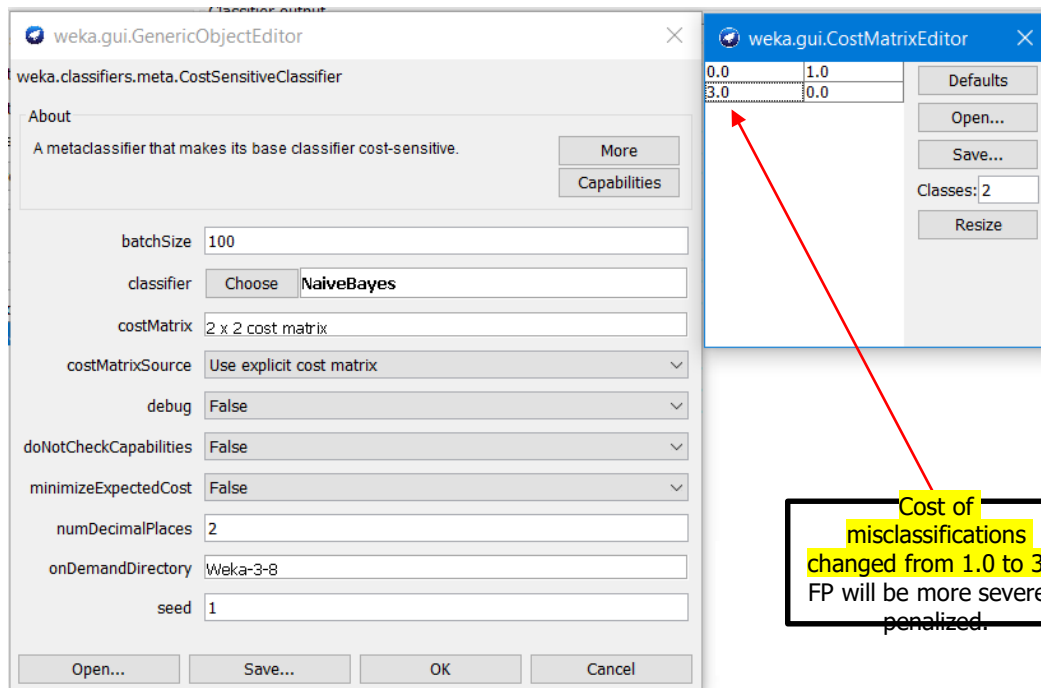 Classifier output
weka.gui.GenericObjectEditor
weka.classifiers.meta.CostSensitiveClassifier
About
A metaclassifier that makes its base classifier cost-sensitive.
More
Capabilities
batchSize 100
classifier Choose NaiveBayes
costMatrix 2 x 2 cost matrix
costMatrixSource Use explicit cost matrix
debug False
doNotCheckCapabilities False
minimizeExpectedCost False
numDecimalPlaces 2
onDemandDirectory Weka-3-8
seed 1
Open... Save... OK Cancel
weka.gui.CostMatrixEditor
0.0 1.0
3.0 0.0
Defaults
Open...
Save...
Classes: 2
Resize
Cost of
misclassifications
changed from 1.0 to 3
FP will be more severe
penalized.